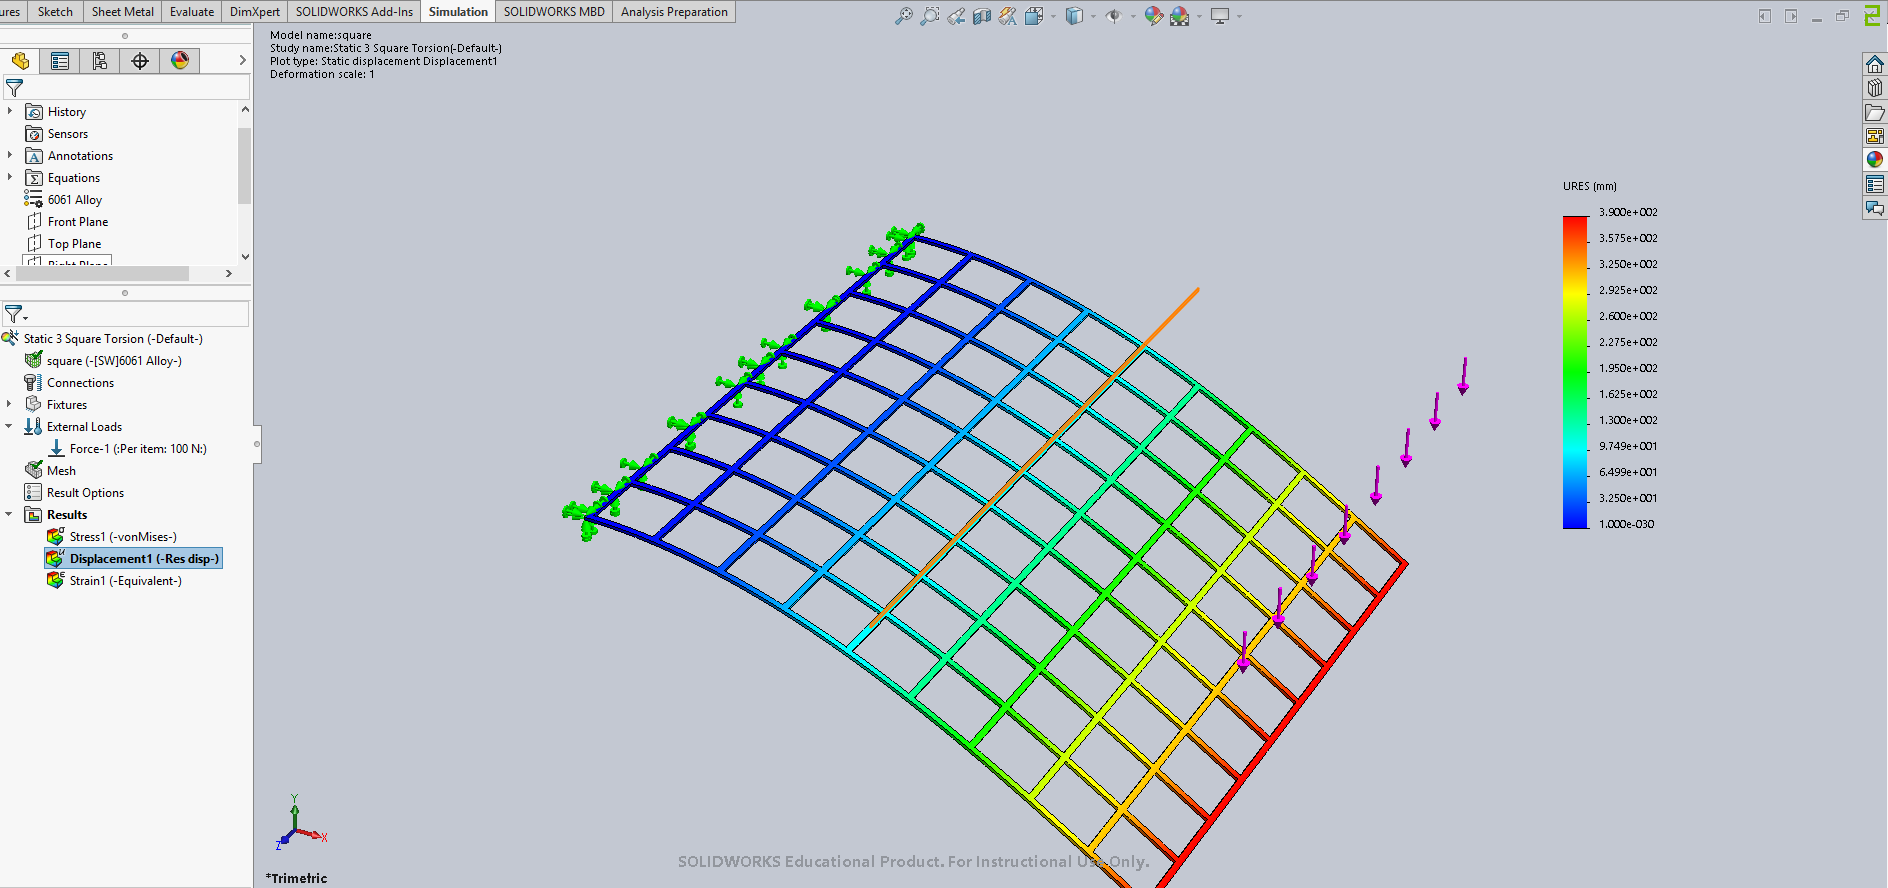 ures Sketch Sheet Metal Evaluate DimXpert SOLIDWORKS Add-Ins Simulation SOLIDWORKS MBD Analysis Preparation
Model name:square
Study name:Static 3 Square Torsion(-Default-)
Plot type: Static displacement Displacement1
Deformation scale: 1
History
Sensors
Annotations
Equations
6061 Alloy
Front Plane
Top Plane
Right Plane
Static 3 Square Torsion (-Default-)
square (-[SW]6061 Alloy-)
Connections
Fixtures
External Loads
Force-1 (:Per item: 100 N:)
Mesh
Result Options
Results
Stress1 (-vonMises-)
Displacement1 (-Res disp-)
Strain1 (-Equivalent-)
URES (mm)
3.900e+002
3.575e+002
3.250e+002
2.925e+002
2.600e+002
2.275e+002
1.950e+002
1.625e+002
1.300e+002
9.749e+001
6.499e+001
3.250e+001
1.000e-030
Y
X
Z
SOLIDWORKS Educational Product. For Instructional Use Only.
*Trimetric